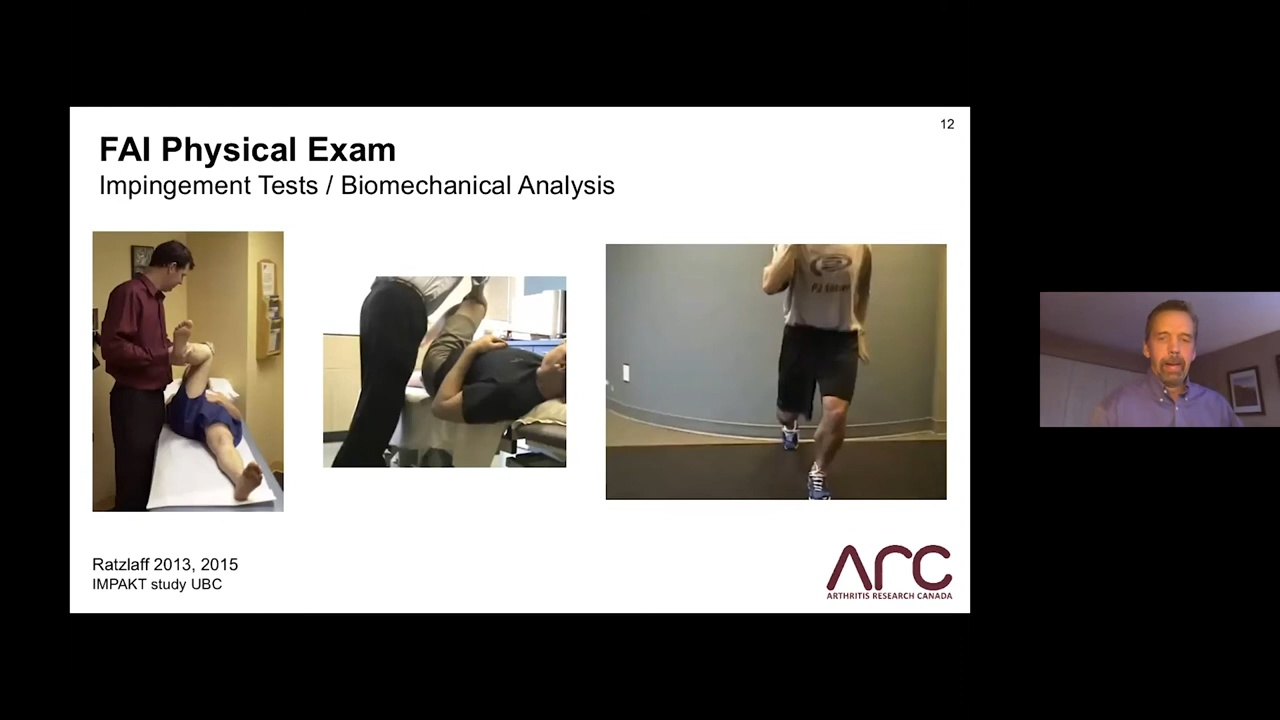 12
FAI Physical Exam
Impingement Tests / Biomechanical Analysis
Ratzlaff 2013, 2015
IMPAKT study UBC
ARC
ARTHRITIS RESEARCH CANADA